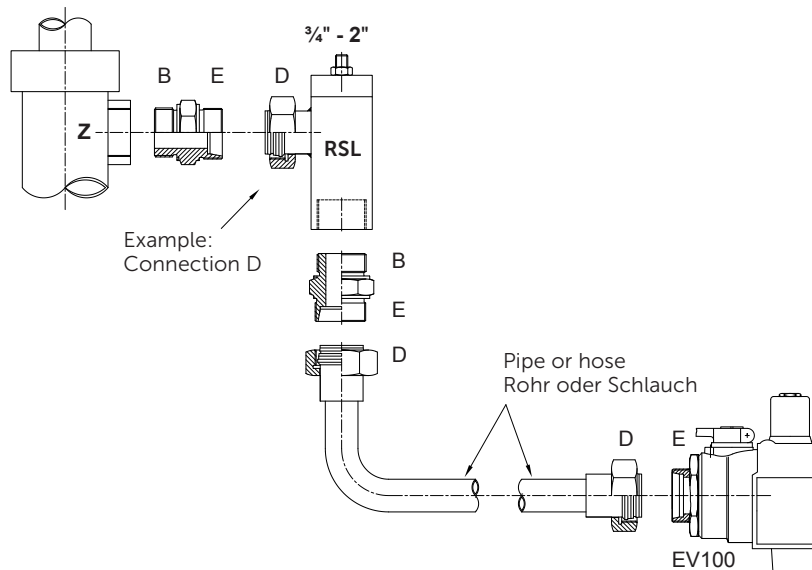 ¾" - 2"
B
E
D
Z
RSL
Example:
Connection D
B
E
D
Pipe or hose
Rohr oder Schlauch
D
E
EV100